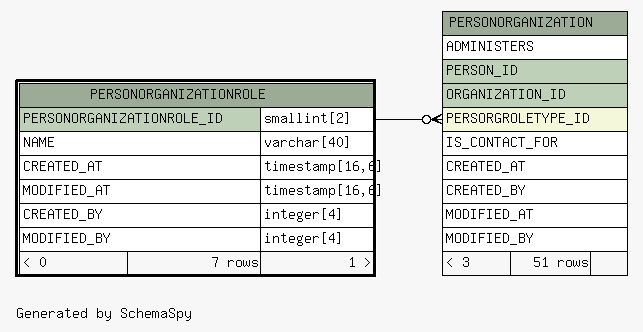 PERSONORGANIZATION
ADMINISTERS
PERSON_ID
ORGANIZATION_ID
PERSORGROLETYPE_ID
IS_CONTACT_FOR
CREATED_AT
CREATED_BY
MODIFIED_AT
MODIFIED_BY
< 3 51 rows
PERSONORGANIZATIONROLE
PERSONORGANIZATIONROLE_ID smallint[2]
NAME varchar[40]
CREATED_AT timestamp[16,6]
MODIFIED_AT timestamp[16,6]
CREATED_BY integer[4]
MODIFIED_BY integer[4]
< 0 7 rows 1 >
Generated by SchemaSpy